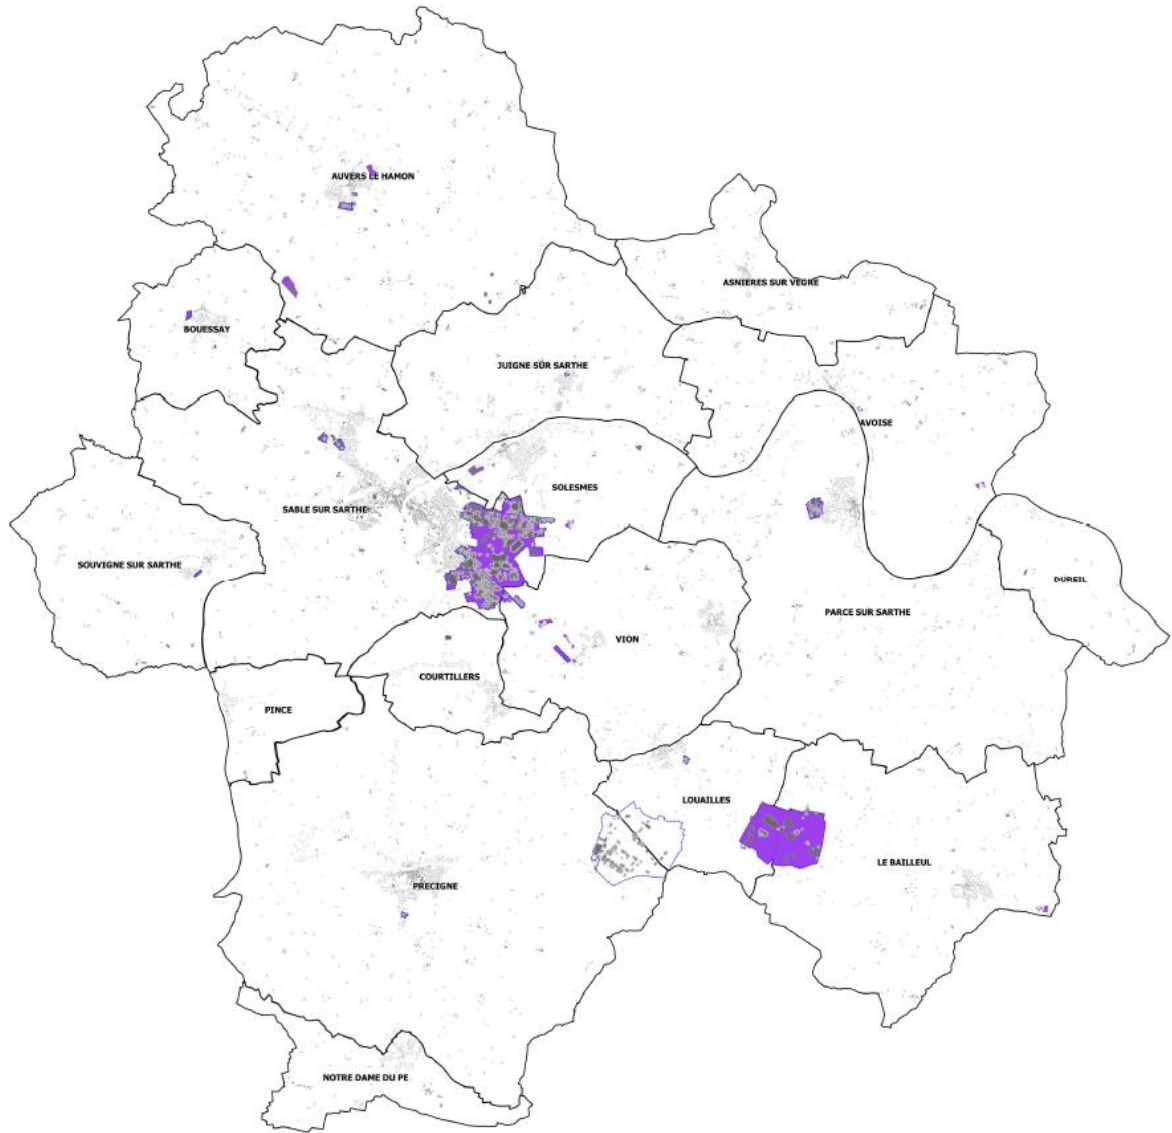 AUVERS LE HAMON
ASNIERES SUR VEGRE
BOUESSAY
JUIGNE SUR SARTHE
AVOISE
SOLESMES
SABLE SUR SARTHE
SOUVIGNE SUR SARTHE
DUREIL
PARCE SUR SARTHE
VION
COURTILLERS
PINCE
LOUAILLES
LE BAILLEUL
PRECIGNE
NOTRE DAME DU PE